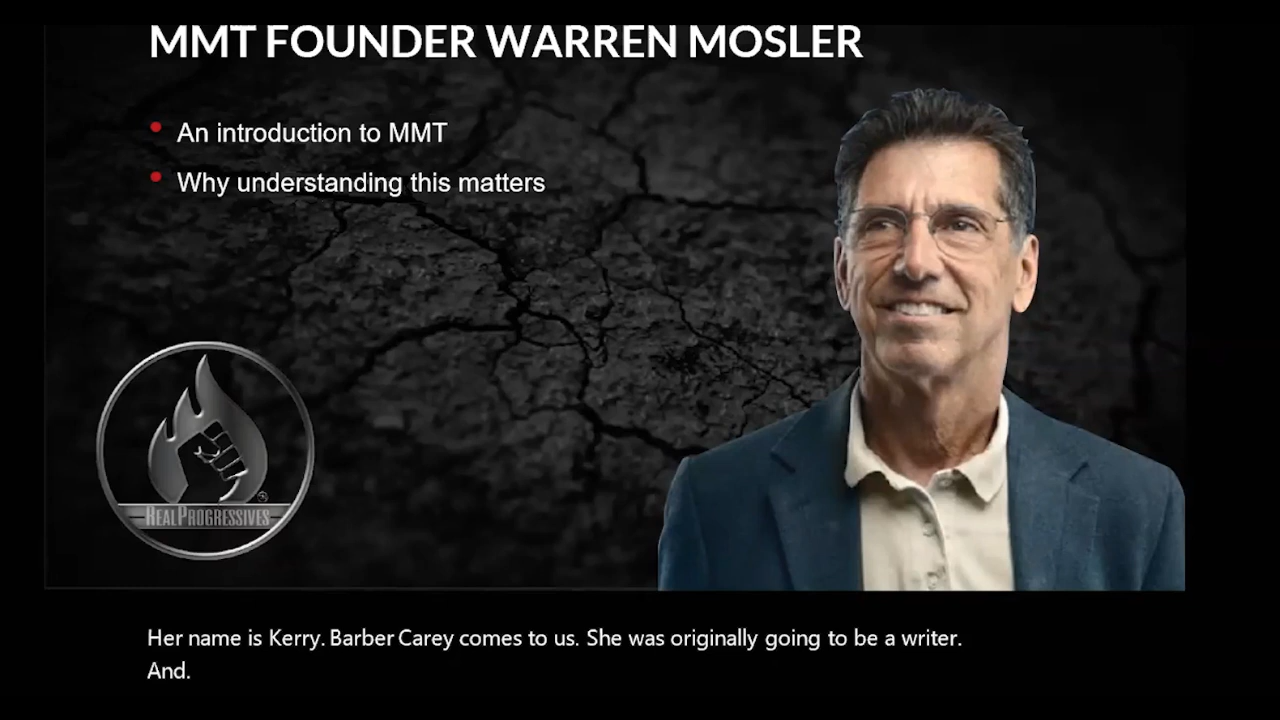 MMT FOUNDER WARREN MOSLER
An introduction to MMT
Why understanding this matters
REALPROGRESSIVES
Her name is Kerry. Barber Carey comes to us. She was originally going to be a writer.
And.